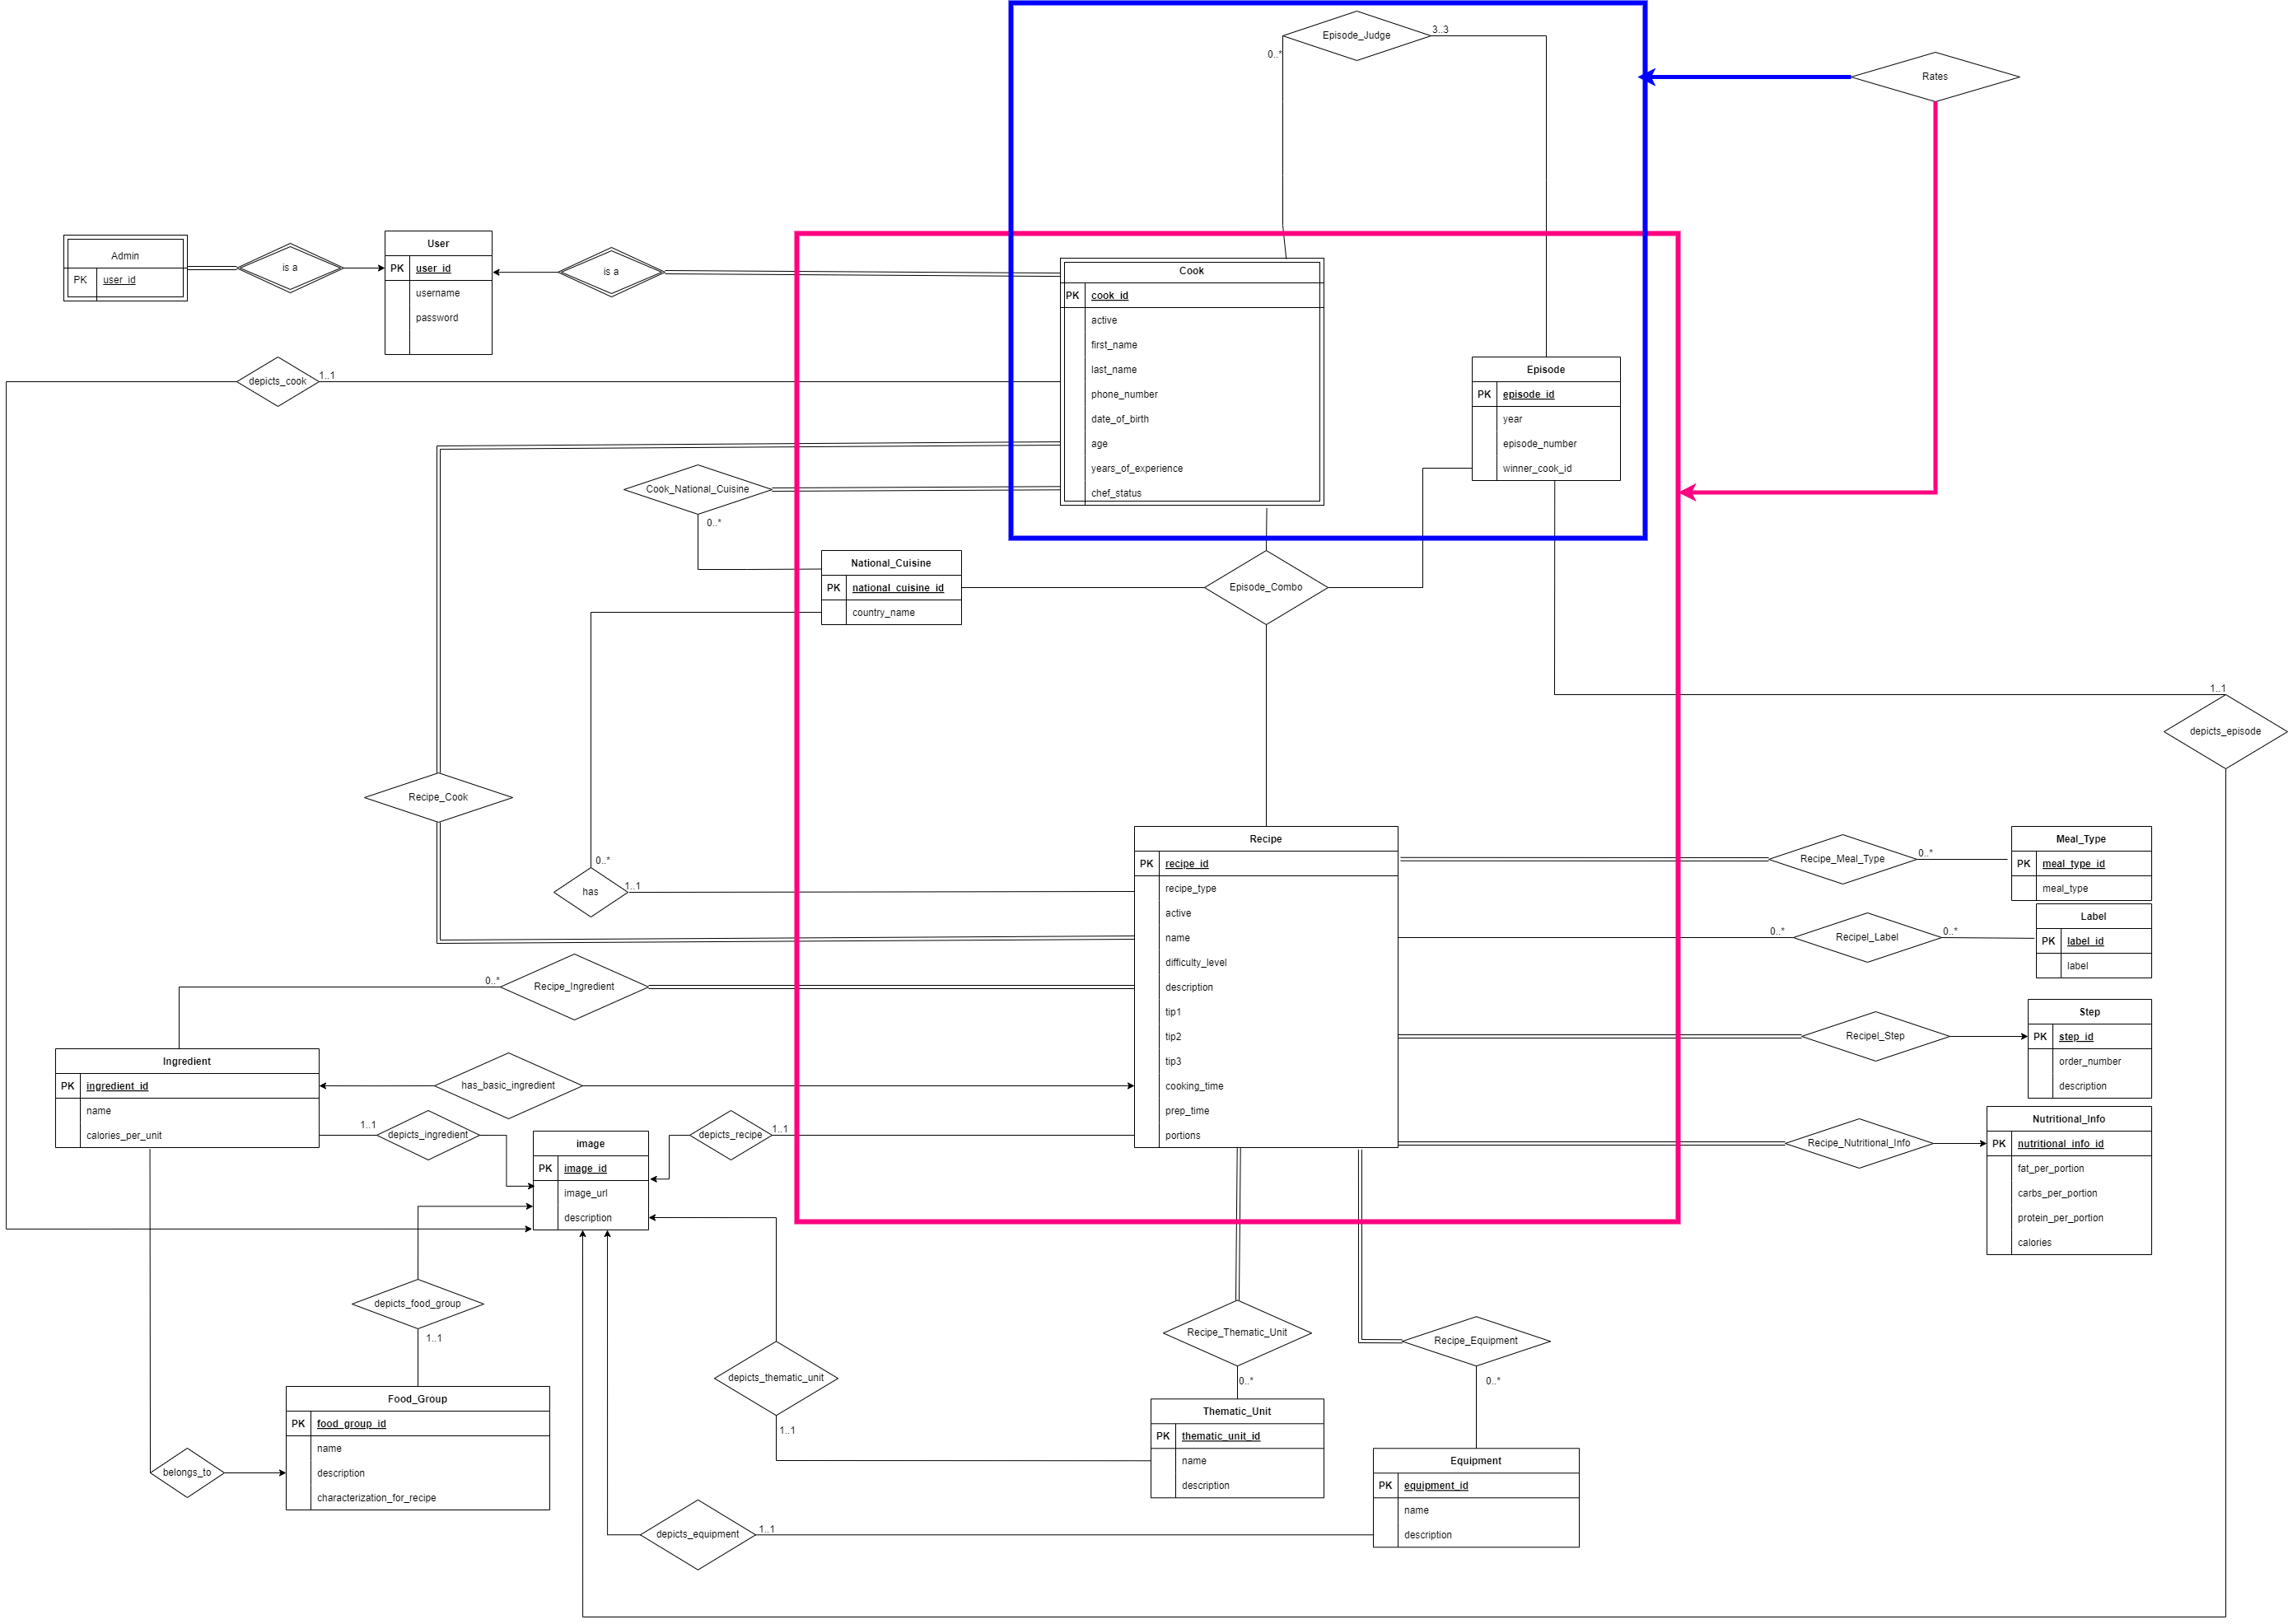 Episode_Judge
3..3
0..*
Rates
Admin
PK user_id
is a
User
PK user_id
username
password
is a
Cook
PK cook_id
active
first_name
last_name
phone_number
date_of_birth
age
years_of_experience
chef_status
depicts_cook
1..1
Episode
PK episode_id
year
episode_number
winner_cook_id
Cook_National_Cuisine
0..*
National_Cuisine
PK national_cuisine_id
country_name
Episode_Combo
1..1
depicts_episode
Recipe_Cook
0..*
has
1..1
Recipe
PK recipe_id
recipe_type
active
name
difficulty_level
description
tip1
tip2
tip3
cooking_time
prep_time
portions
Recipe_Meal_Type
0..*
Meal_Type
PK meal_type_id
meal_type
0..*
Recipel_Label
0..*
Label
PK label_id
label
0..*
Recipe_Ingredient
Recipel_Step
Step
PK step_id
order_number
description
Ingredient
PK ingredient_id
name
calories_per_unit
has_basic_ingredient
1..1
depicts_ingredient
image
PK image_id
image_url
description
depicts_recipe
1..1
Recipe_Nutritional_Info
Nutritional_Info
PK nutritional_info_id
fat_per_portion
carbs_per_portion
protein_per_portion
calories
depicts_food_group
1..1
Recipe_Thematic_Unit
0..*
Recipe_Equipment
0..*
depicts_thematic_unit
1..1
Food_Group
PK food_group_id
name
description
characterization_for_recipe
belongs_to
Thematic_Unit
PK thematic_unit_id
name
description
Equipment
PK equipment_id
name
description
depicts_equipment
1..1